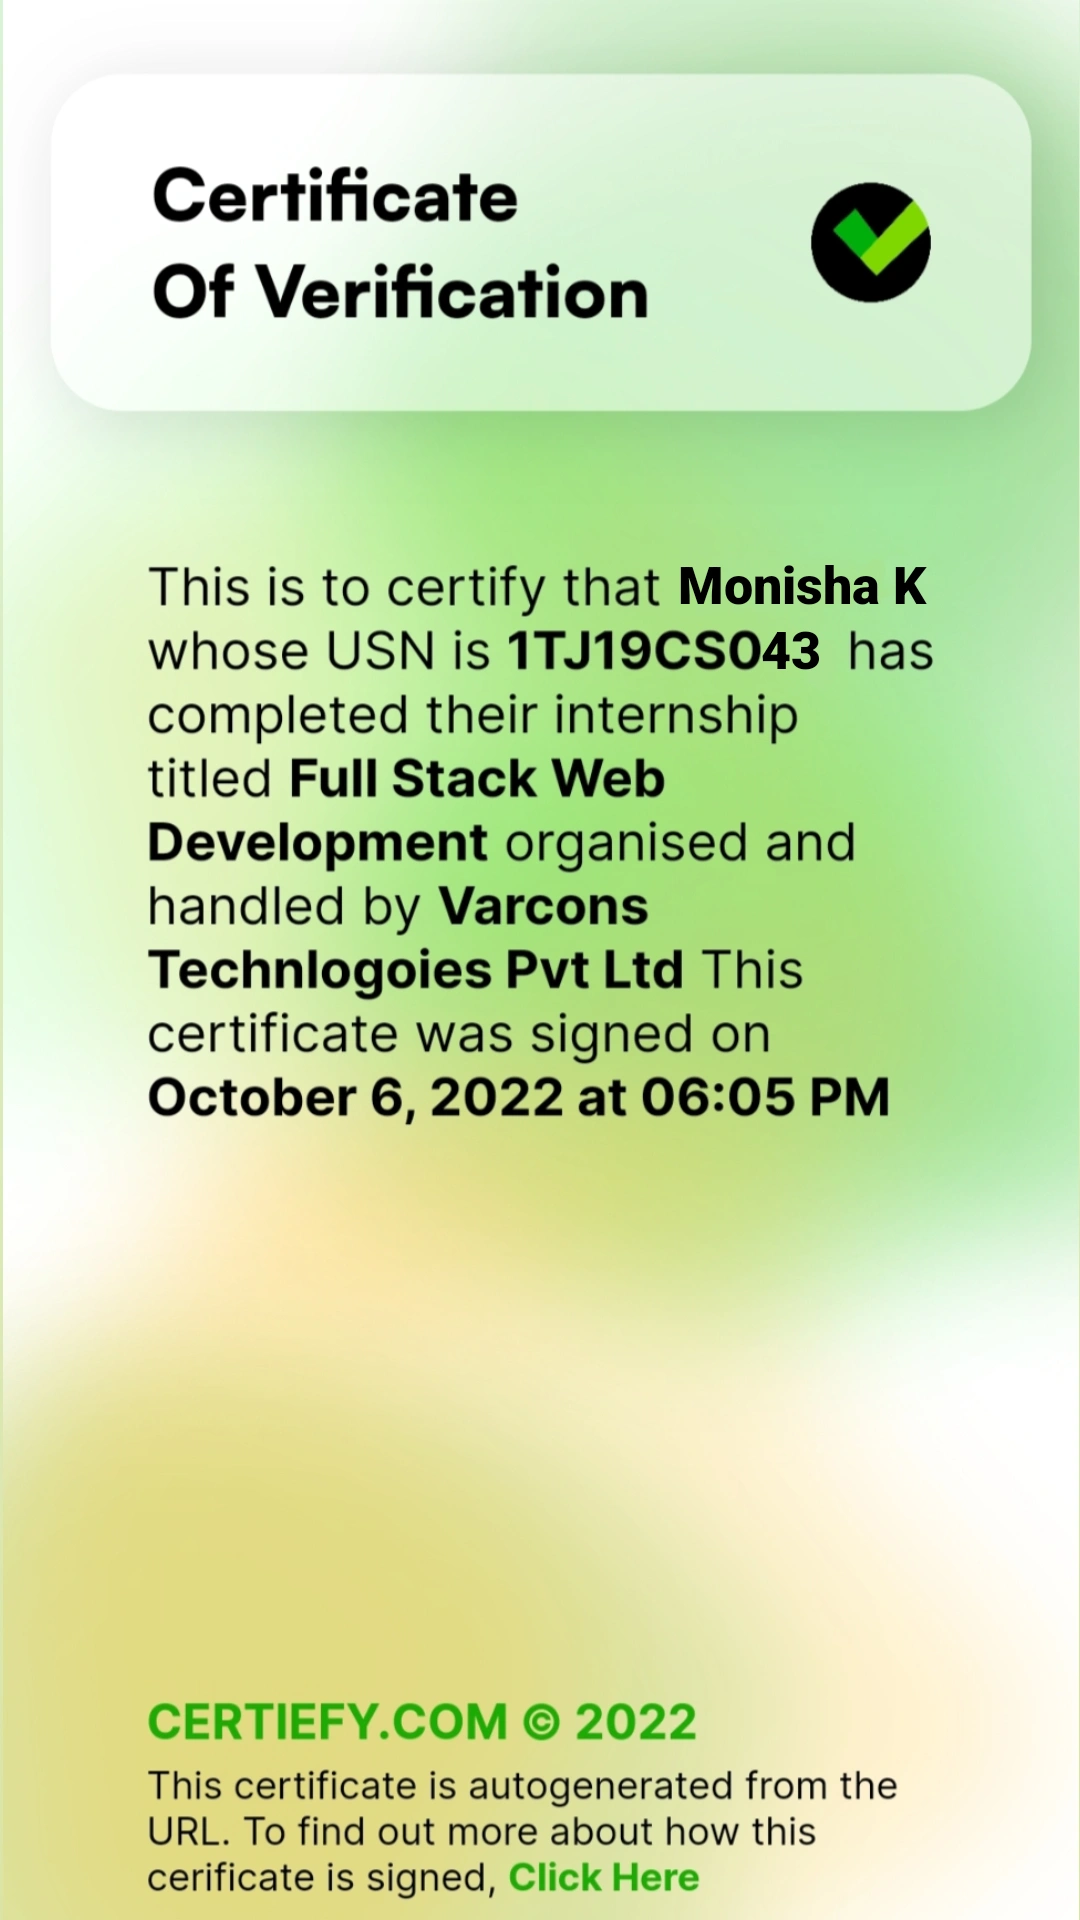 Certificate
Of Verification
This is to certify that Monisha K
whose USN is 1TJ19CS043 has
completed their internship
titled Full Stack Web
Development organised and
handled by Varcons
Technlogoies Pvt Ltd This
certificate was signed on
October 6, 2022 at 06:05 PM
CERTIEFY.COM © 2022
This certificate is autogenerated from the
URL. To find out more about how this
cerificate is signed, Click Here